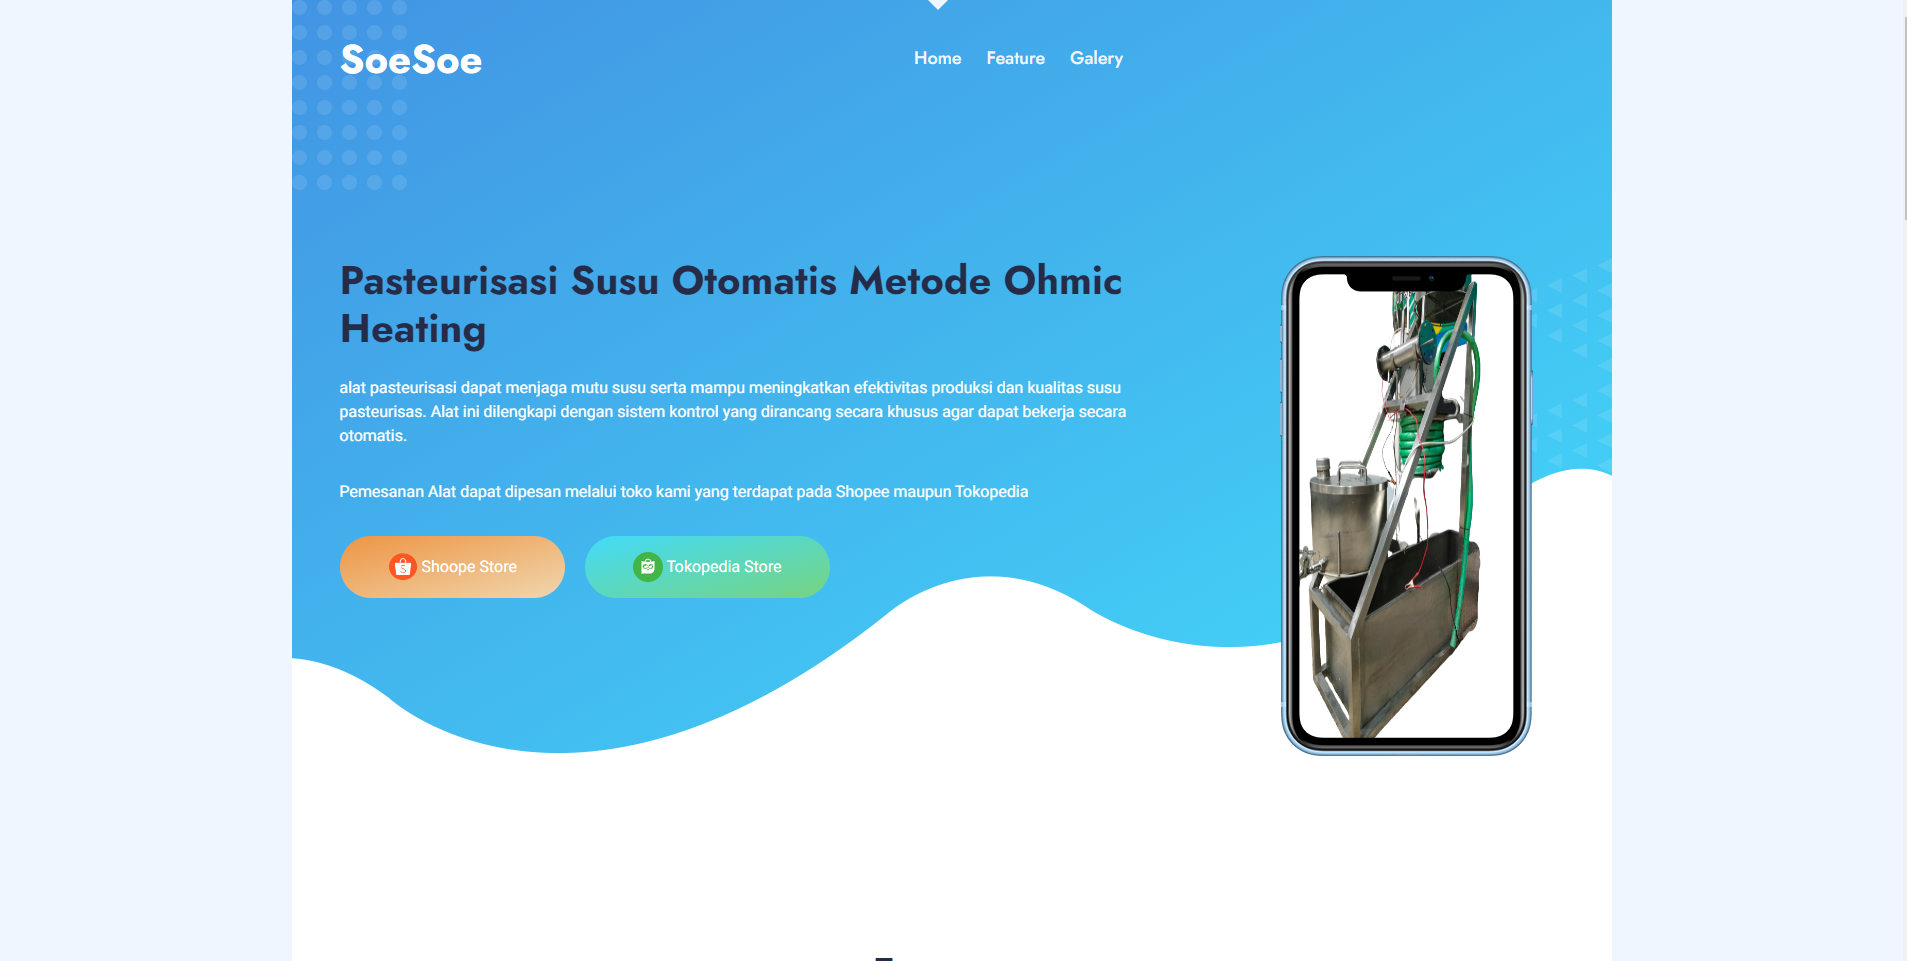 SoeSoe
Home Feature Galery
Pasteurisasi Susu Otomatis Metode Ohmic
Heating
alat pasteurisasi dapat menjaga mutu susu serta mampu meningkatkan efektivitas produksi dan kualitas susu
pasteurisas. Alat ini dilengkapi dengan sistem kontrol yang dirancang secara khusus agar dapat bekerja secara
otomatis.
Pemesanan Alat dapat dipesan melalui toko kami yang terdapat pada Shopee maupun Tokopedia
Shoope Store
Tokopedia Store